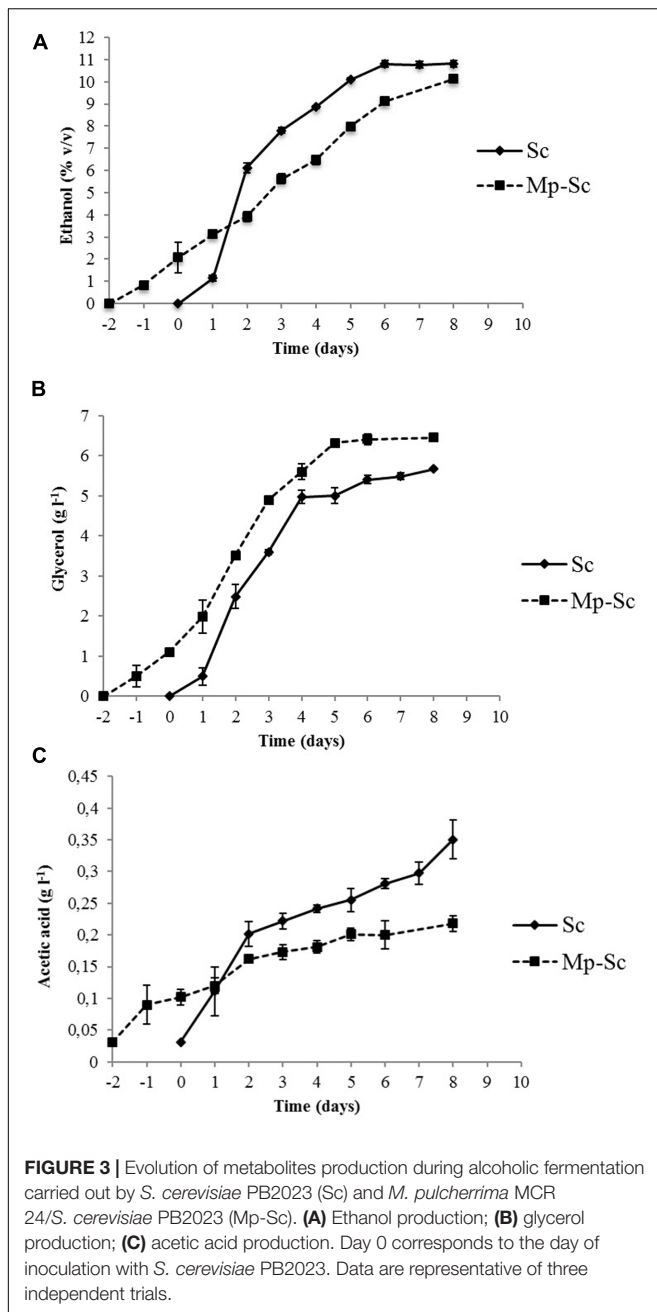 A
12
11
10
9
8
7
6
5
4
3
2
1
0
Ethanol (% v/v)
-2 -1 0 1 2 3 4 5 6 7 8 9 10
Time (days)
Sc
Mp-Sc
B
7
6
5
4
3
2
1
0
Glycerol (g l-1)
-2 -1 0 1 2 3 4 5 6 7 8 9 10
Time (days)
Sc
Mp-Sc
C
0,45
0,4
0,35
0,3
0,25
0,2
0,15
0,1
0,05
0
Acetic acid (g l-1)
-2 -1 0 1 2 3 4 5 6 7 8 9 10
Time (days)
Sc
Mp-Sc
FIGURE 3 | Evolution of metabolites production during alcoholic fermentation
carried out by S. cerevisiae PB2023 (Sc) and M. pulcherrima MCR
24/S. cerevisiae PB2023 (Mp-Sc). (A) Ethanol production; (B) glycerol
production; (C) acetic acid production. Day 0 corresponds to the day of
inoculation with S. cerevisiae PB2023. Data are representative of three
independent trials.